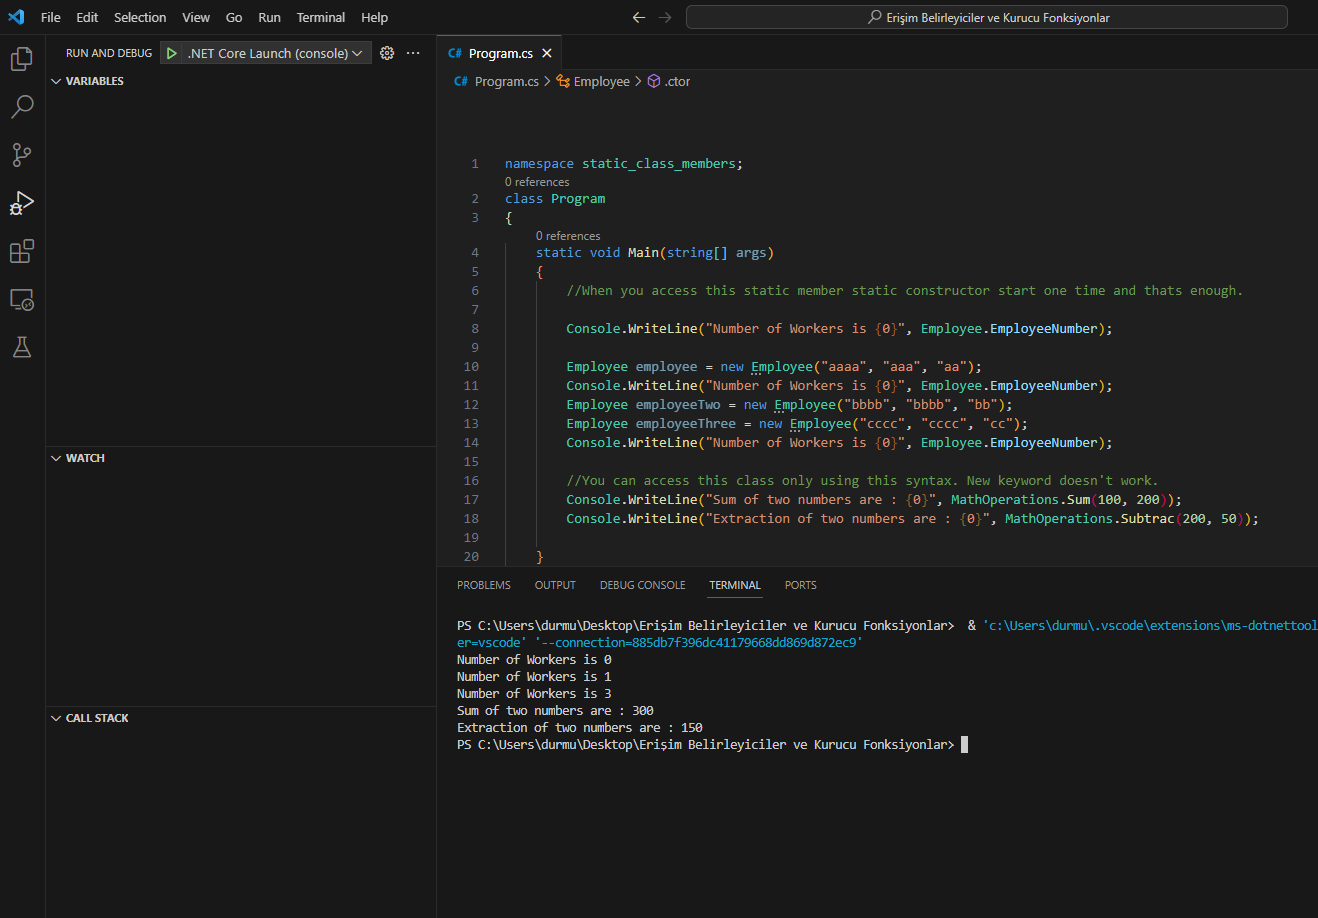 File Edit Selection View Go Run Terminal Help
Erişim Belirleyiciler ve Kurucu Fonksiyonlar
RUN AND DEBUG .NET Core Launch (console) ...
VARIABLES
WATCH
CALL STACK
C# Program.cs
C# Program.cs > Employee > .ctor
1 namespace static_class_members;
0 references
2 class Program
3 {
0 references
4 static void Main(string[] args)
5 {
6 //When you access this static member static constructor start one time and thats enough.
7
8 Console.WriteLine("Number of Workers is {0}", Employee.EmployeeNumber);
9
10 Employee employee = new Employee("aaaa", "aaa", "aa");
11 Console.WriteLine("Number of Workers is {0}", Employee.EmployeeNumber);
12 Employee employeeTwo = new Employee("bbbb", "bbbb", "bb");
13 Employee employeeThree = new Employee("cccc", "cccc", "cc");
14 Console.WriteLine("Number of Workers is {0}", Employee.EmployeeNumber);
15
16 //You can access this class only using this syntax. New keyword doesn't work.
17 Console.WriteLine("Sum of two numbers are : {0}", MathOperations.Sum(100, 200));
18 Console.WriteLine("Extraction of two numbers are : {0}", MathOperations.Subtrac(200, 50));
19
20 }
PROBLEMS OUTPUT DEBUG CONSOLE TERMINAL PORTS
PS C:\Users\durmu\Desktop\Erişim Belirleyiciler ve Kurucu Fonksiyonlar> & 'c:\Users\durmu\.vscode\extensions\ms-dotnettool
er=vscode' '--connection=885db7f396dc41179668dd869d872ec9'
Number of Workers is 0
Number of Workers is 1
Number of Workers is 3
Sum of two numbers are : 300
Extraction of two numbers are : 150
PS C:\Users\durmu\Desktop\Erişim Belirleyiciler ve Kurucu Fonksiyonlar>